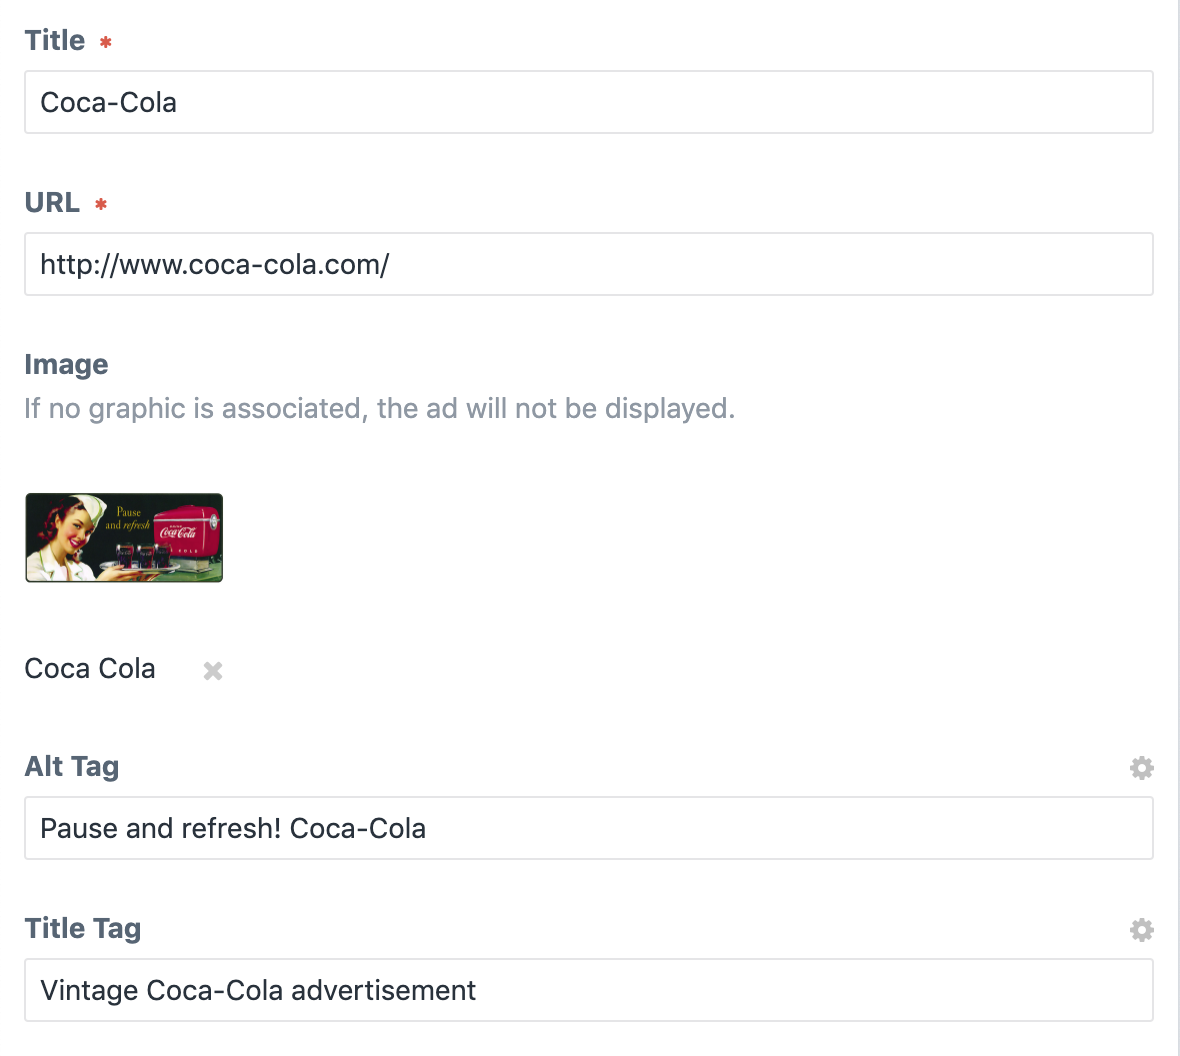 Title *
Coca-Cola
URL *
http://www.coca-cola.com/
Image
If no graphic is associated, the ad will not be displayed.
Pause
and refresh
DRINK
Coca-Cola
Coca Cola
Alt Tag
Pause and refresh! Coca-Cola
Title Tag
Vintage Coca-Cola advertisement